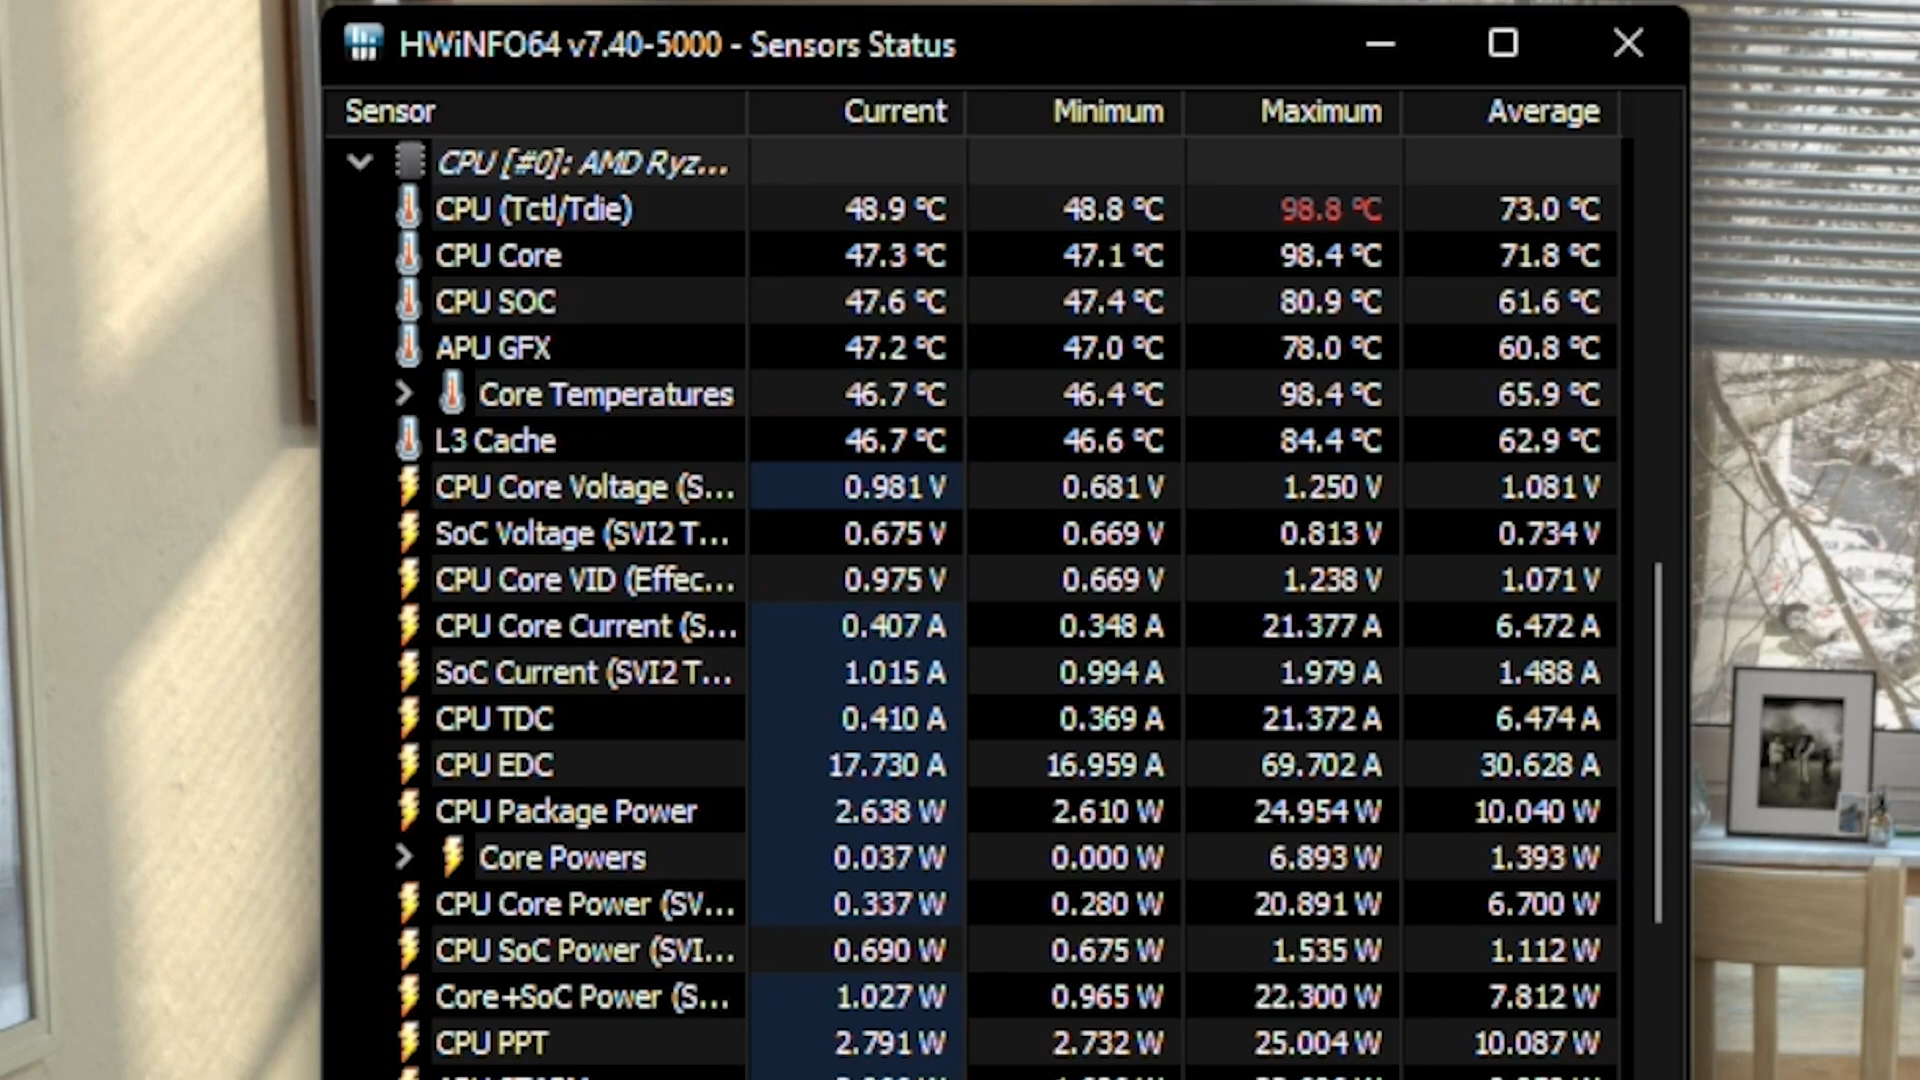 HWiNFO64 v7.40-5000 - Sensors Status
Sensor Current Minimum Maximum Average
CPU [#0]: AMD Ryz...
CPU (Tctl/Tdie) 48.9 °C 48.8 °C 98.8 °C 73.0 °C
CPU Core 47.3 °C 47.1 °C 98.4 °C 71.8 °C
CPU SOC 47.6 °C 47.4 °C 80.9 °C 61.6 °C
APU GFX 47.2 °C 47.0 °C 78.0 °C 60.8 °C
Core Temperatures 46.7 °C 46.4 °C 98.4 °C 65.9 °C
L3 Cache 46.7 °C 46.6 °C 84.4 °C 62.9 °C
CPU Core Voltage (S... 0.981 V 0.681 V 1.250 V 1.081 V
SoC Voltage (SVI2 T... 0.675 V 0.669 V 0.813 V 0.734 V
CPU Core VID (Effec... 0.975 V 0.669 V 1.238 V 1.071 V
CPU Core Current (S... 0.407 A 0.348 A 21.377 A 6.472 A
SoC Current (SVI2 T... 1.015 A 0.994 A 1.979 A 1.488 A
CPU TDC 0.410 A 0.369 A 21.372 A 6.474 A
CPU EDC 17.730 A 16.959 A 69.702 A 30.628 A
CPU Package Power 2.638 W 2.610 W 24.954 W 10.040 W
Core Powers 0.037 W 0.000 W 6.893 W 1.393 W
CPU Core Power (SV... 0.337 W 0.280 W 20.891 W 6.700 W
CPU SoC Power (SVI... 0.690 W 0.675 W 1.535 W 1.112 W
Core+SoC Power (S... 1.027 W 0.965 W 22.300 W 7.812 W
CPU PPT 2.791 W 2.732 W 25.004 W 10.087 W